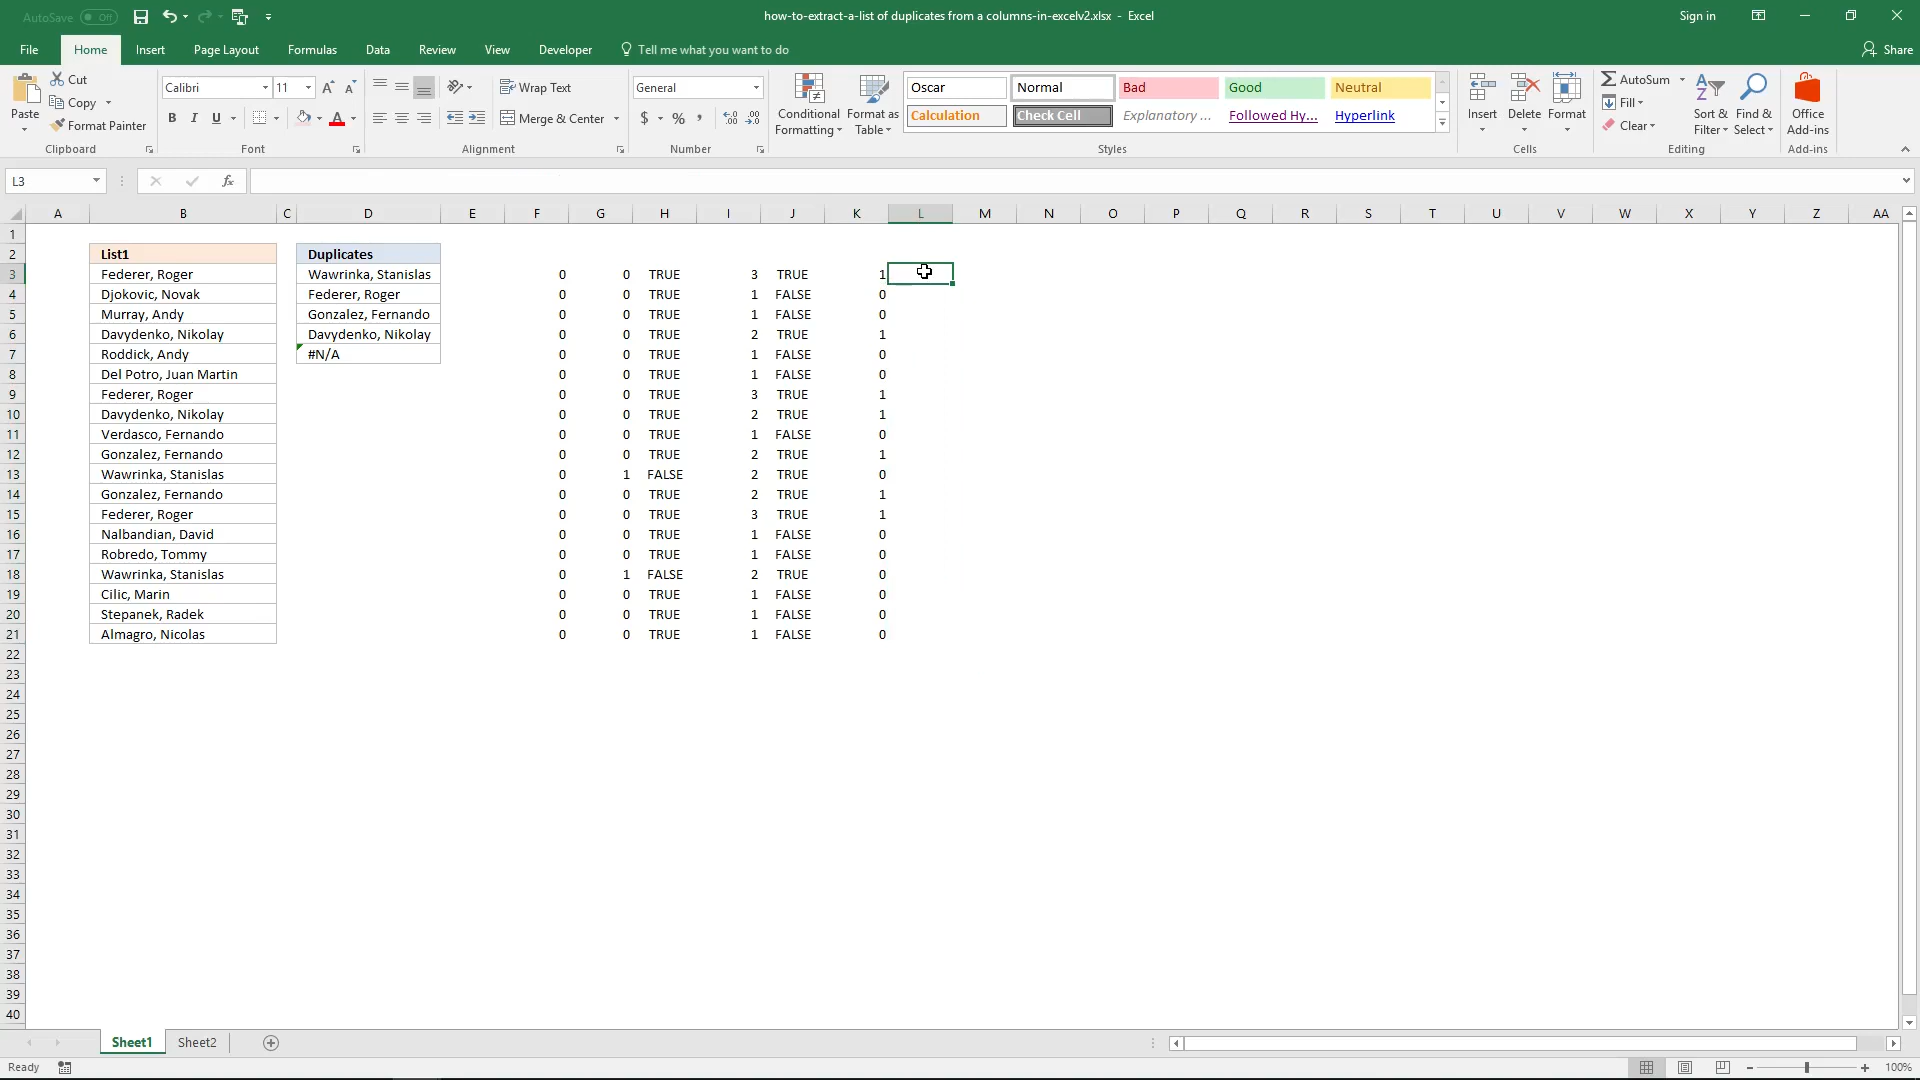 AutoSave Off
how-to-extract-a-list of duplicates from a columns-in-excelv2.xlsx - Excel
Sign in
File Home Insert Page Layout Formulas Data Review View Developer Tell me what you want to do Share
Paste Cut Copy Format Painter Clipboard
Calibri 11 B I U A A A Font
Wrap Text Merge & Center Alignment
General $ % , Number
Conditional Formatting Format as Table
Oscar Normal Bad Good Neutral
Calculation Check Cell Explanatory ... Followed Hy... Hyperlink
Styles
Insert Delete Format Cells
AutoSum Fill Clear Sort & Filter Find & Select Editing
Office Add-ins Add-ins
L3 fx
A B C D E F G H I J K L M N O P Q R S T U V W X Y Z AA
1
2 List1 Duplicates
3 Federer, Roger Wawrinka, Stanislas 0 0 TRUE 3 TRUE 1
4 Djokovic, Novak Federer, Roger 0 0 TRUE 1 FALSE 0
5 Murray, Andy Gonzalez, Fernando 0 0 TRUE 1 FALSE 0
6 Davydenko, Nikolay Davydenko, Nikolay 0 0 TRUE 2 TRUE 1
7 Roddick, Andy #N/A 0 0 TRUE 1 FALSE 0
8 Del Potro, Juan Martin 0 0 TRUE 1 FALSE 0
9 Federer, Roger 0 0 TRUE 3 TRUE 1
10 Davydenko, Nikolay 0 0 TRUE 2 TRUE 1
11 Verdasco, Fernando 0 0 TRUE 1 FALSE 0
12 Gonzalez, Fernando 0 0 TRUE 2 TRUE 1
13 Wawrinka, Stanislas 0 1 FALSE 2 TRUE 0
14 Gonzalez, Fernando 0 0 TRUE 2 TRUE 1
15 Federer, Roger 0 0 TRUE 3 TRUE 1
16 Nalbandian, David 0 0 TRUE 1 FALSE 0
17 Robredo, Tommy 0 0 TRUE 1 FALSE 0
18 Wawrinka, Stanislas 0 1 FALSE 2 TRUE 0
19 Cilic, Marin 0 0 TRUE 1 FALSE 0
20 Stepanek, Radek 0 0 TRUE 1 FALSE 0
21 Almagro, Nicolas 0 0 TRUE 1 FALSE 0
22
23
24
25
26
27
28
29
30
31
32
33
34
35
36
37
38
39
40
Sheet1 Sheet2
Ready 100%